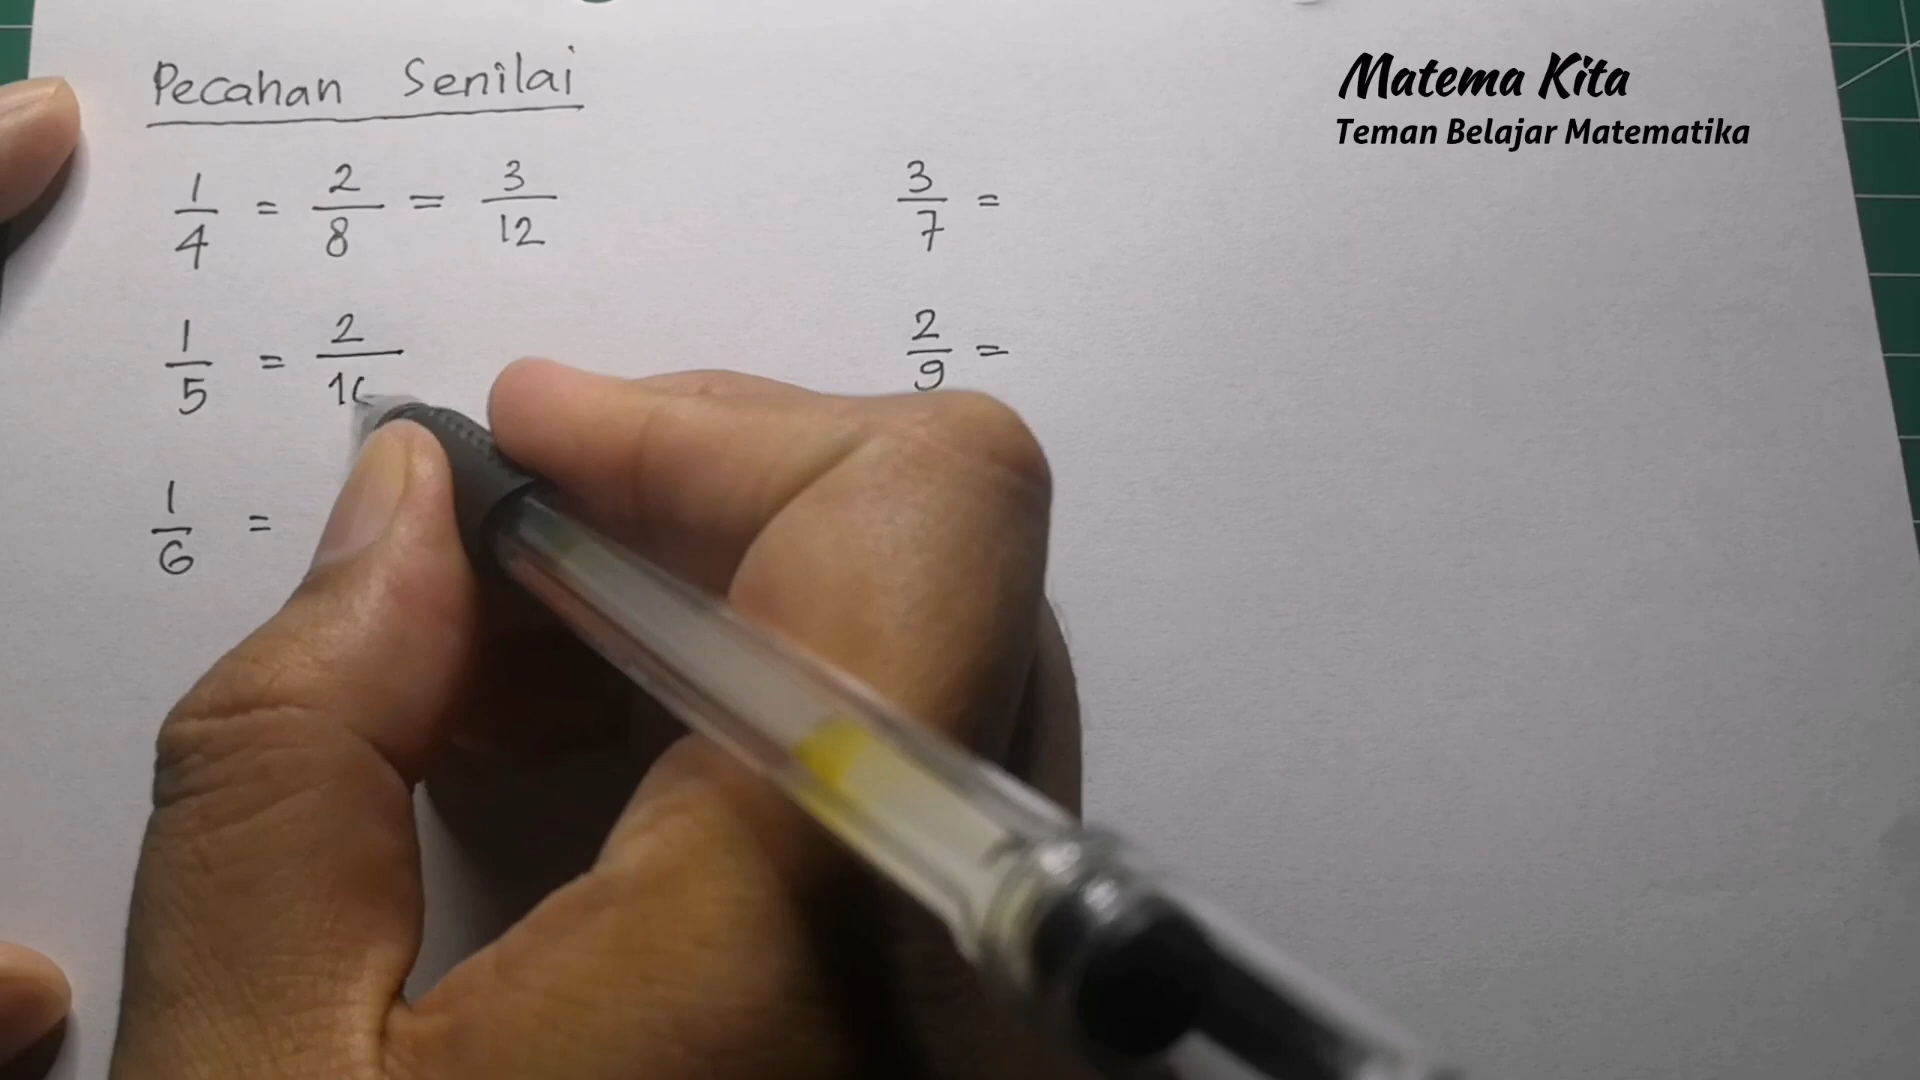 Pecahan Senilai
Matema Kita
Teman Belajar Matematika
1/4 = 2/8 = 3/12
3/7 =
1/5 = 2/10
2/9 =
1/6 =